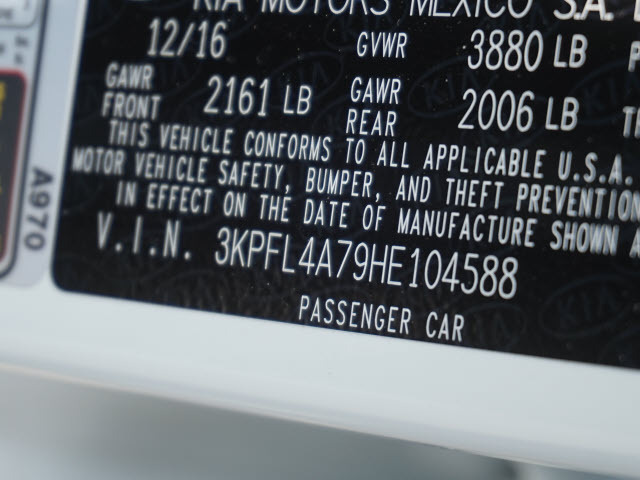 KIA MOTORS MEXICO S.A.
12/16 GVWR 3880 LB
GAWR FRONT 2161 LB GAWR REAR 2006 LB
THIS VEHICLE CONFORMS TO ALL APPLICABLE U.S.A.
MOTOR VEHICLE SAFETY, BUMPER, AND THEFT PREVENTION
IN EFFECT ON THE DATE OF MANUFACTURE SHOWN
V.I.N. 3KPFL4A79HE104588
PASSENGER CAR
A970